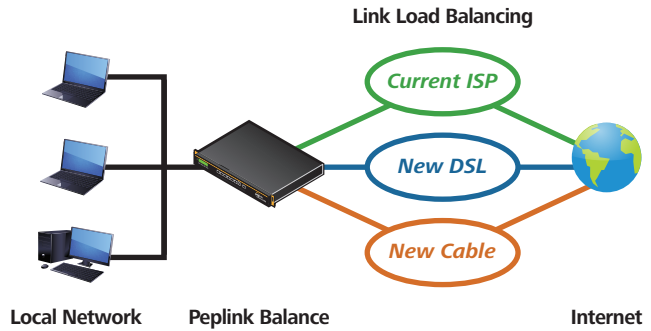 Link Load Balancing
Current ISP
New DSL
New Cable
Local Network
Peplink Balance
Internet